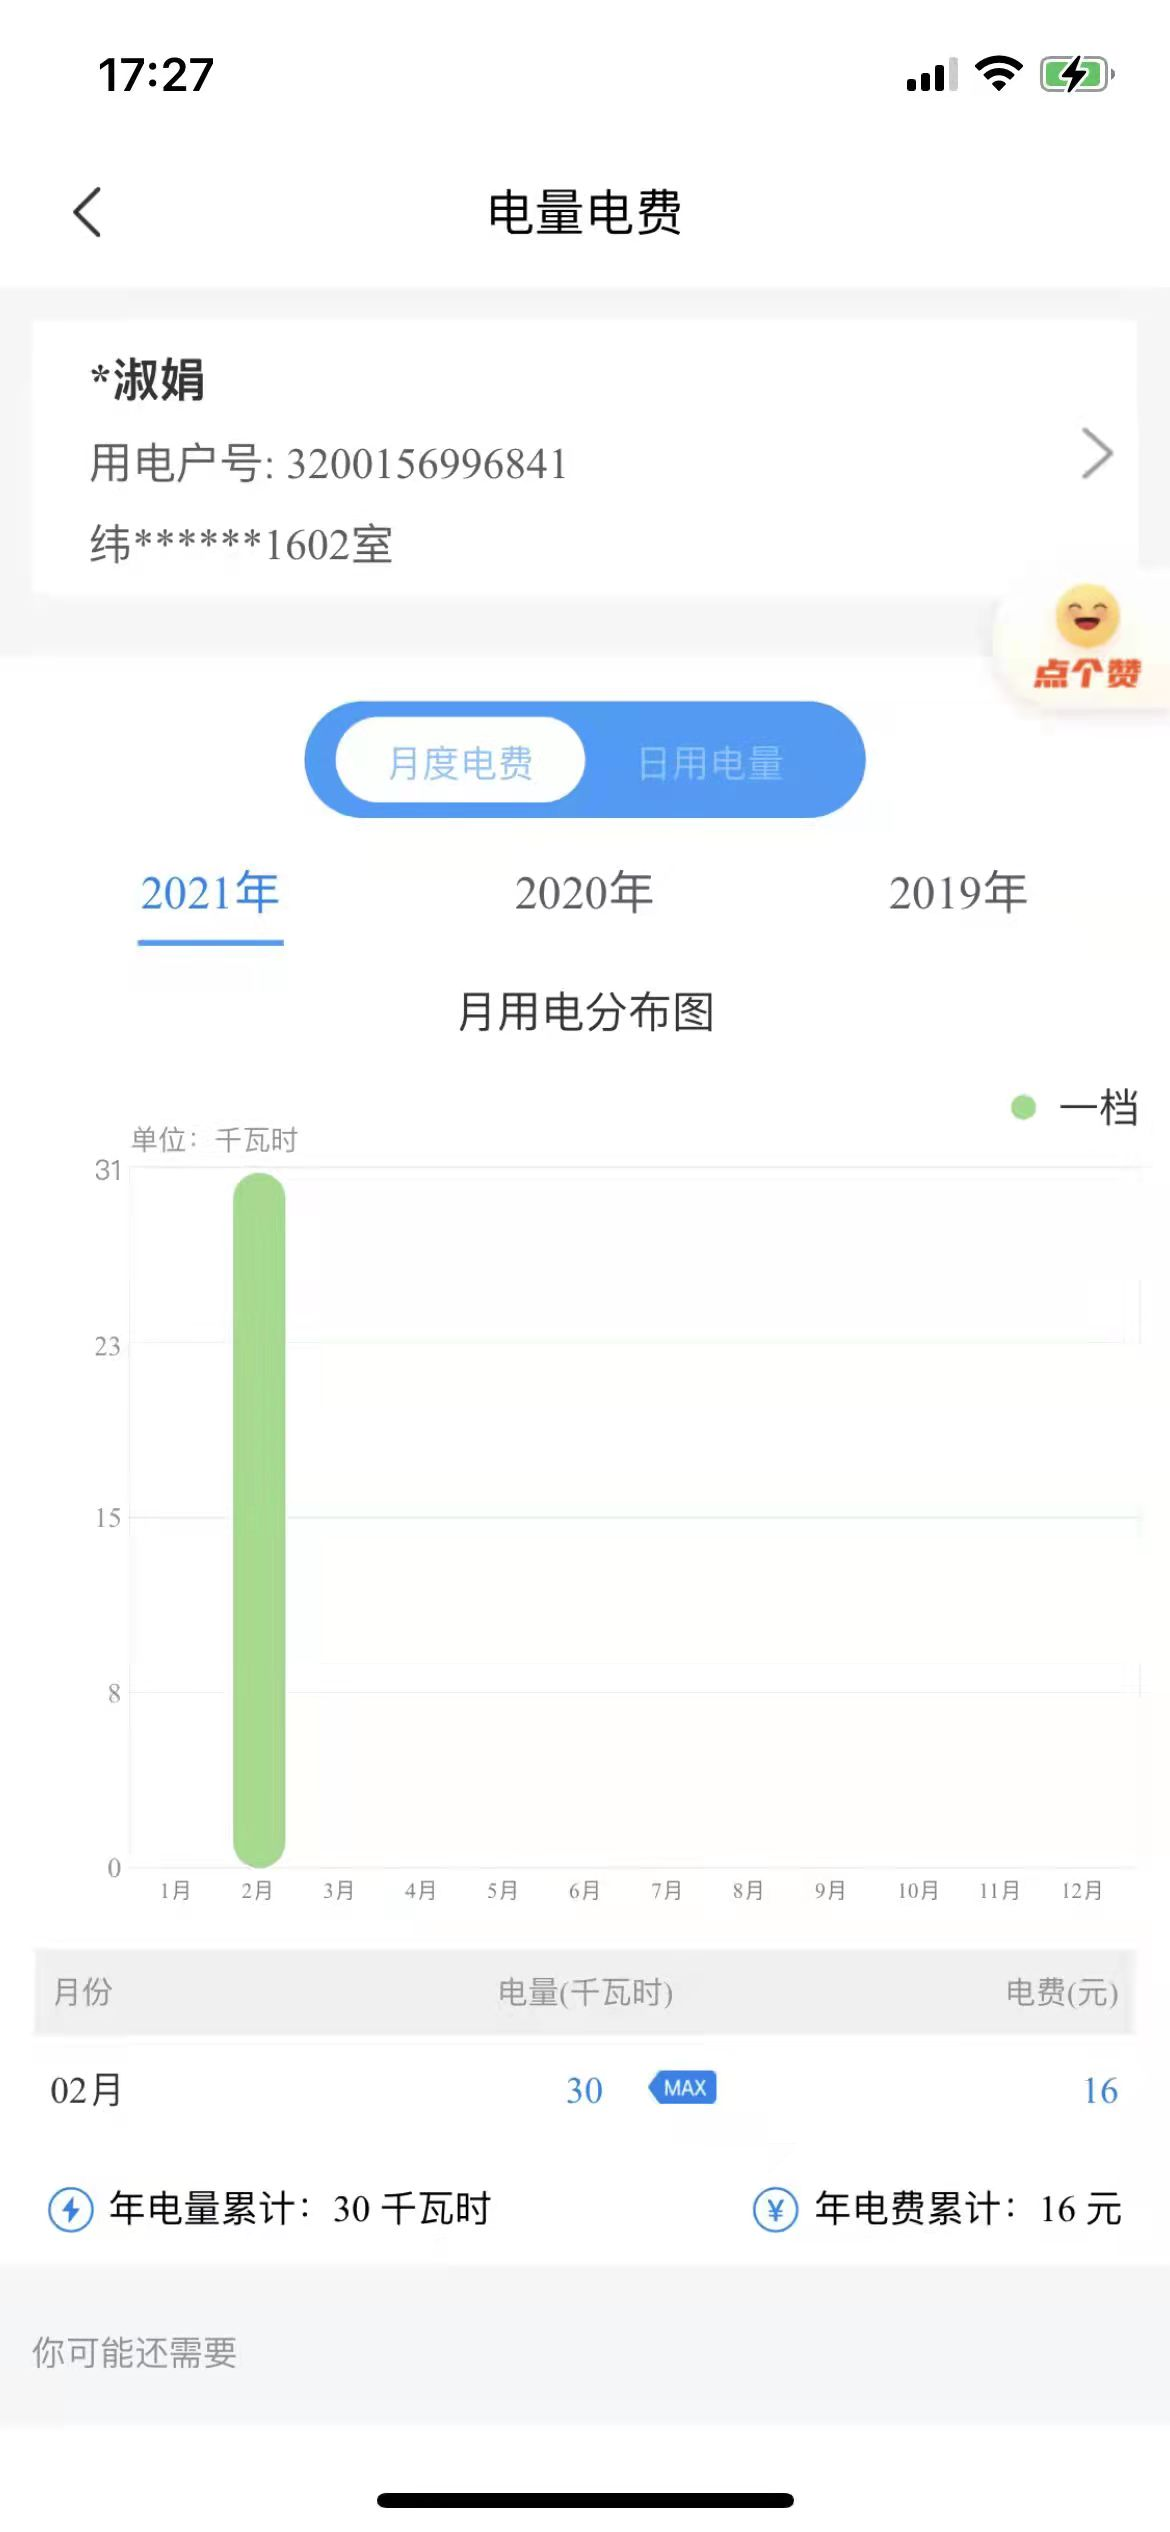 17:27
电量电费
*淑娟
用电户号: 3200156996841
纬******1602室
点个赞
月度电费 日用电量
2021年 2020年 2019年
月用电分布图
一档
单位：千瓦时
31
23
15
8
0
1月 2月 3月 4月 5月 6月 7月 8月 9月 10月 11月 12月
月份 电量(千瓦时) 电费(元)
02月 30 MAX 16
年电量累计：30 千瓦时 ¥ 年电费累计：16 元
你可能还需要